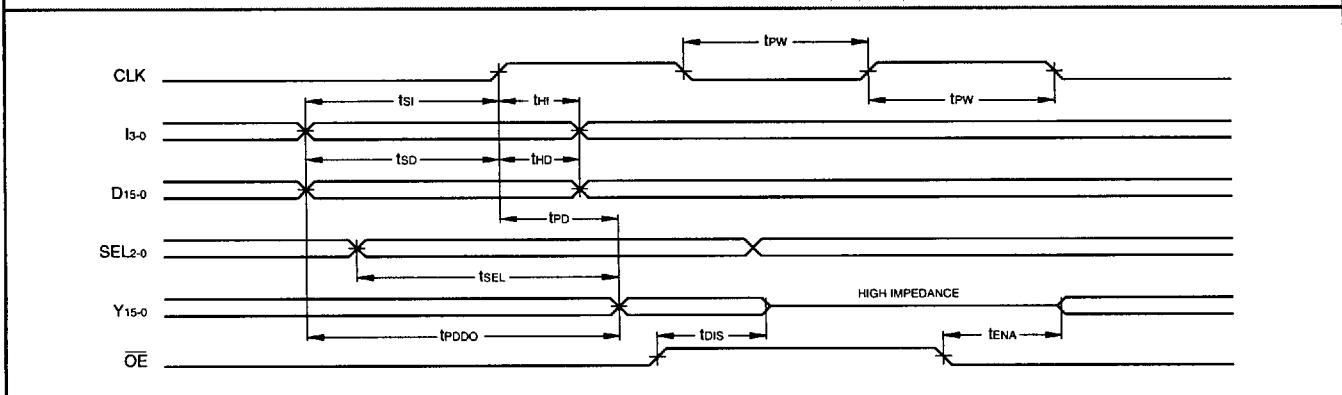 tPW
CLK
tSI
tHI
tPW
I3-0
tSD
tHD
D15-0
tPD
SEL2-0
tSEL
HIGH IMPEDANCE
Y15-0
tPDDO
tDIS
tENA
OE